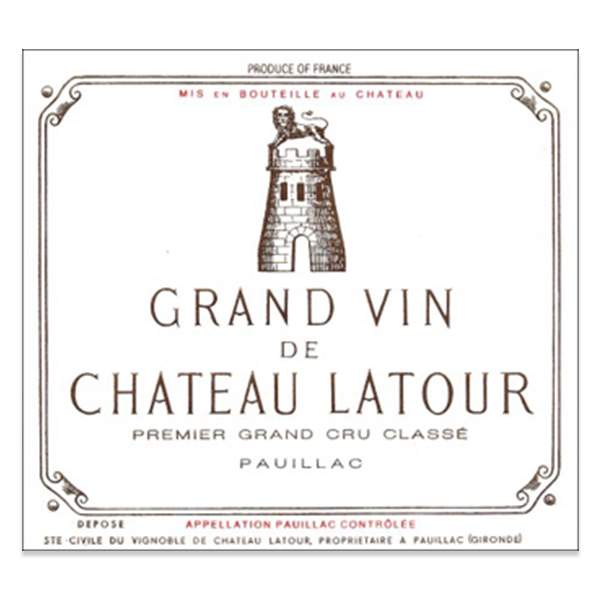 PRODUCE OF FRANCE
MIS EN BOUTEILLE AU CHATEAU
GRAND VIN
DE
CHATEAU LATOUR
PREMIER GRAND CRU CLASSÉ
PAUILLAC
DEPOSE APPELLATION PAUILLAC CONTRÔLÉE
STE - CIVILE DU VIGNOBLE DE CHATEAU LATOUR, PROPRIETAIRE A PAUILLAC (GIRONDE)